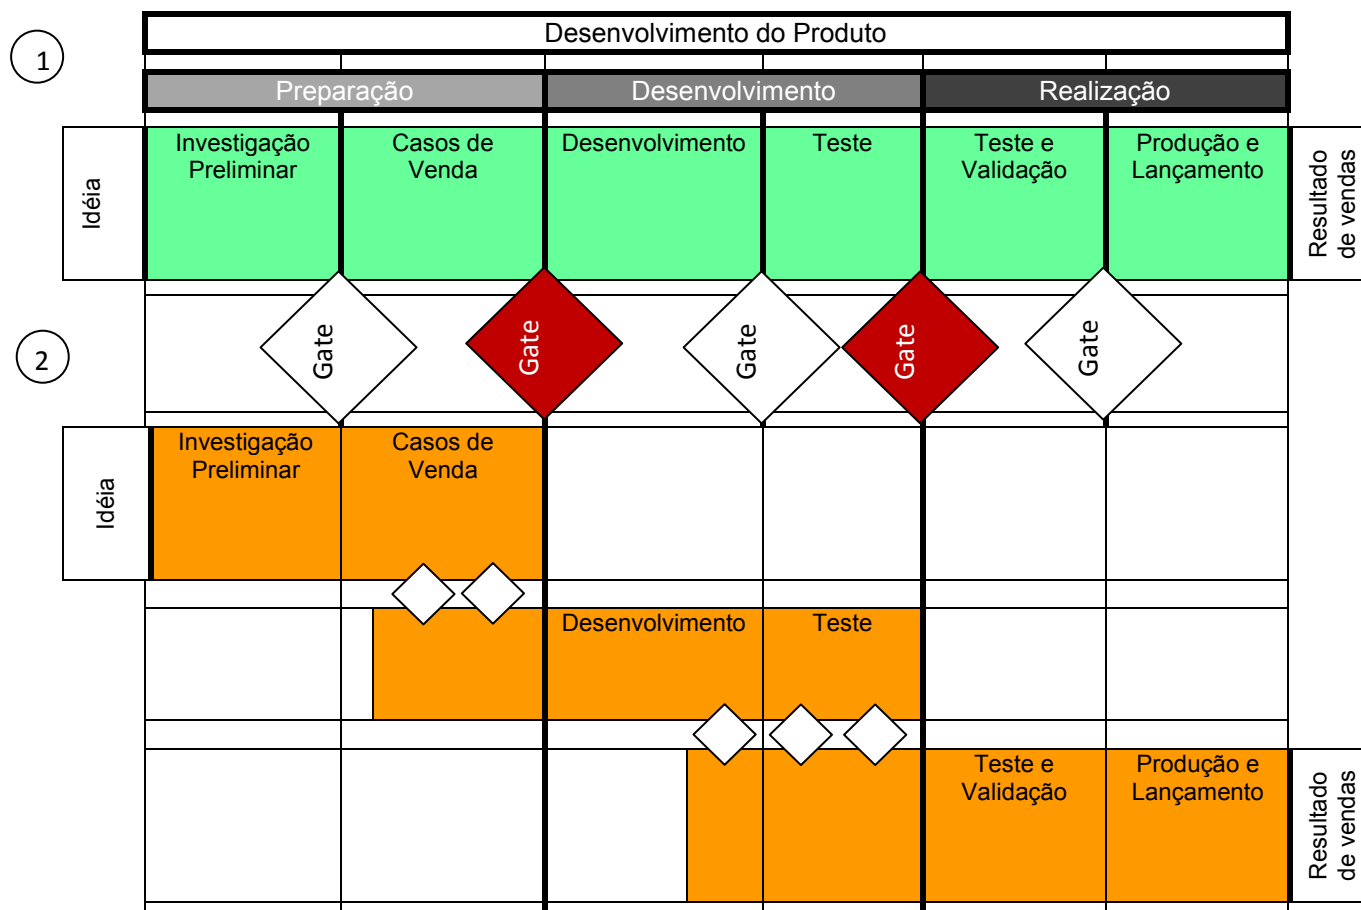 Desenvolvimento do Produto
1
Preparação
Desenvolvimento
Realização
Idéia
Investigação
Preliminar
Casos de
Venda
Desenvolvimento
Teste
Teste e
Validação
Produção e
Lançamento
Resultado
de vendas
2
Gate
Gate
Gate
Gate
Gate
Idéia
Investigação
Preliminar
Casos de
Venda
Desenvolvimento
Teste
Teste e
Validação
Produção e
Lançamento
Resultado
de vendas